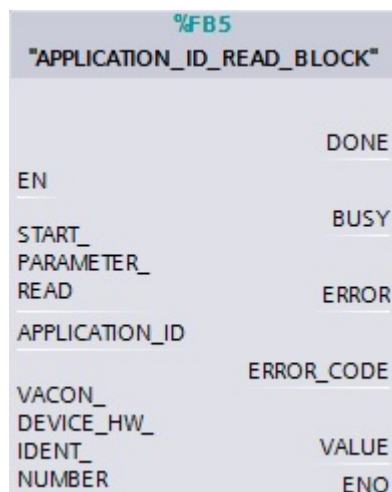 %FB5
"APPLICATION_ID_READ_BLOCK"
DONE
EN
BUSY
START_
PARAMETER_
READ
ERROR
APPLICATION_ID
ERROR_CODE
VACON_
DEVICE_HW_
IDENT_
NUMBER
VALUE
ENO